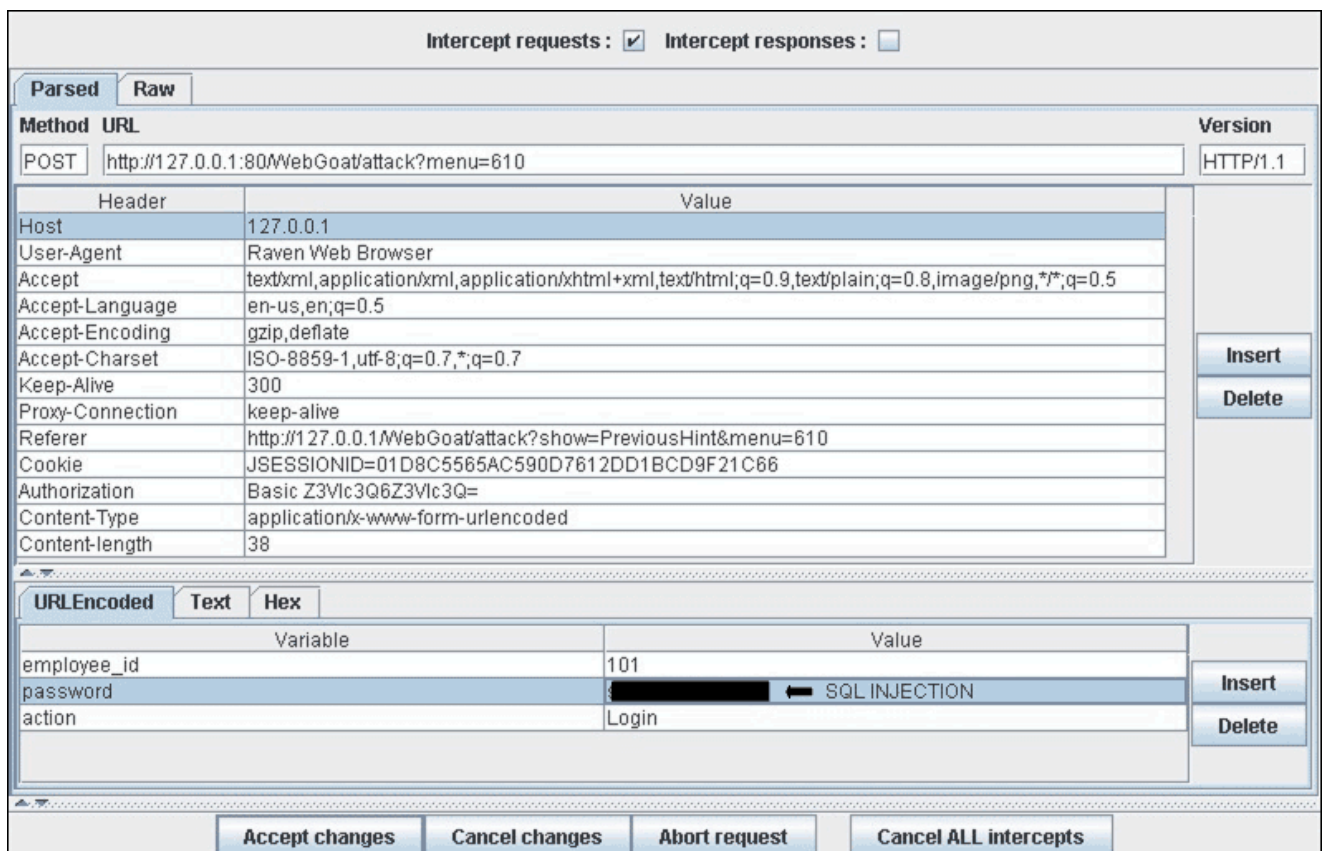 Intercept requests : Intercept responses :
Parsed Raw
Method URL Version
POST http://127.0.0.1:80/WebGoat/attack?menu=610 HTTP/1.1
Header Value
Host 127.0.0.1
User-Agent Raven Web Browser
Accept text/xml,application/xml,application/xhtml+xml,text/html;q=0.9,text/plain;q=0.8,image/png,*/*;q=0.5
Accept-Language en-us,en;q=0.5
Accept-Encoding gzip,deflate
Accept-Charset ISO-8859-1,utf-8;q=0.7,*;q=0.7
Keep-Alive 300
Proxy-Connection keep-alive
Referer http://127.0.0.1/WebGoat/attack?show=PreviousHint&menu=610
Cookie JSESSIONID=01D8C5565AC590D7612DD1BCD9F21C66
Authorization Basic Z3Vlc3Q6Z3Vlc3Q=
Content-Type application/x-www-form-urlencoded
Content-length 38
Insert
Delete
URLEncoded Text Hex
Variable Value
employee_id 101
password SQL INJECTION
action Login
Insert
Delete
Accept changes Cancel changes Abort request Cancel ALL intercepts